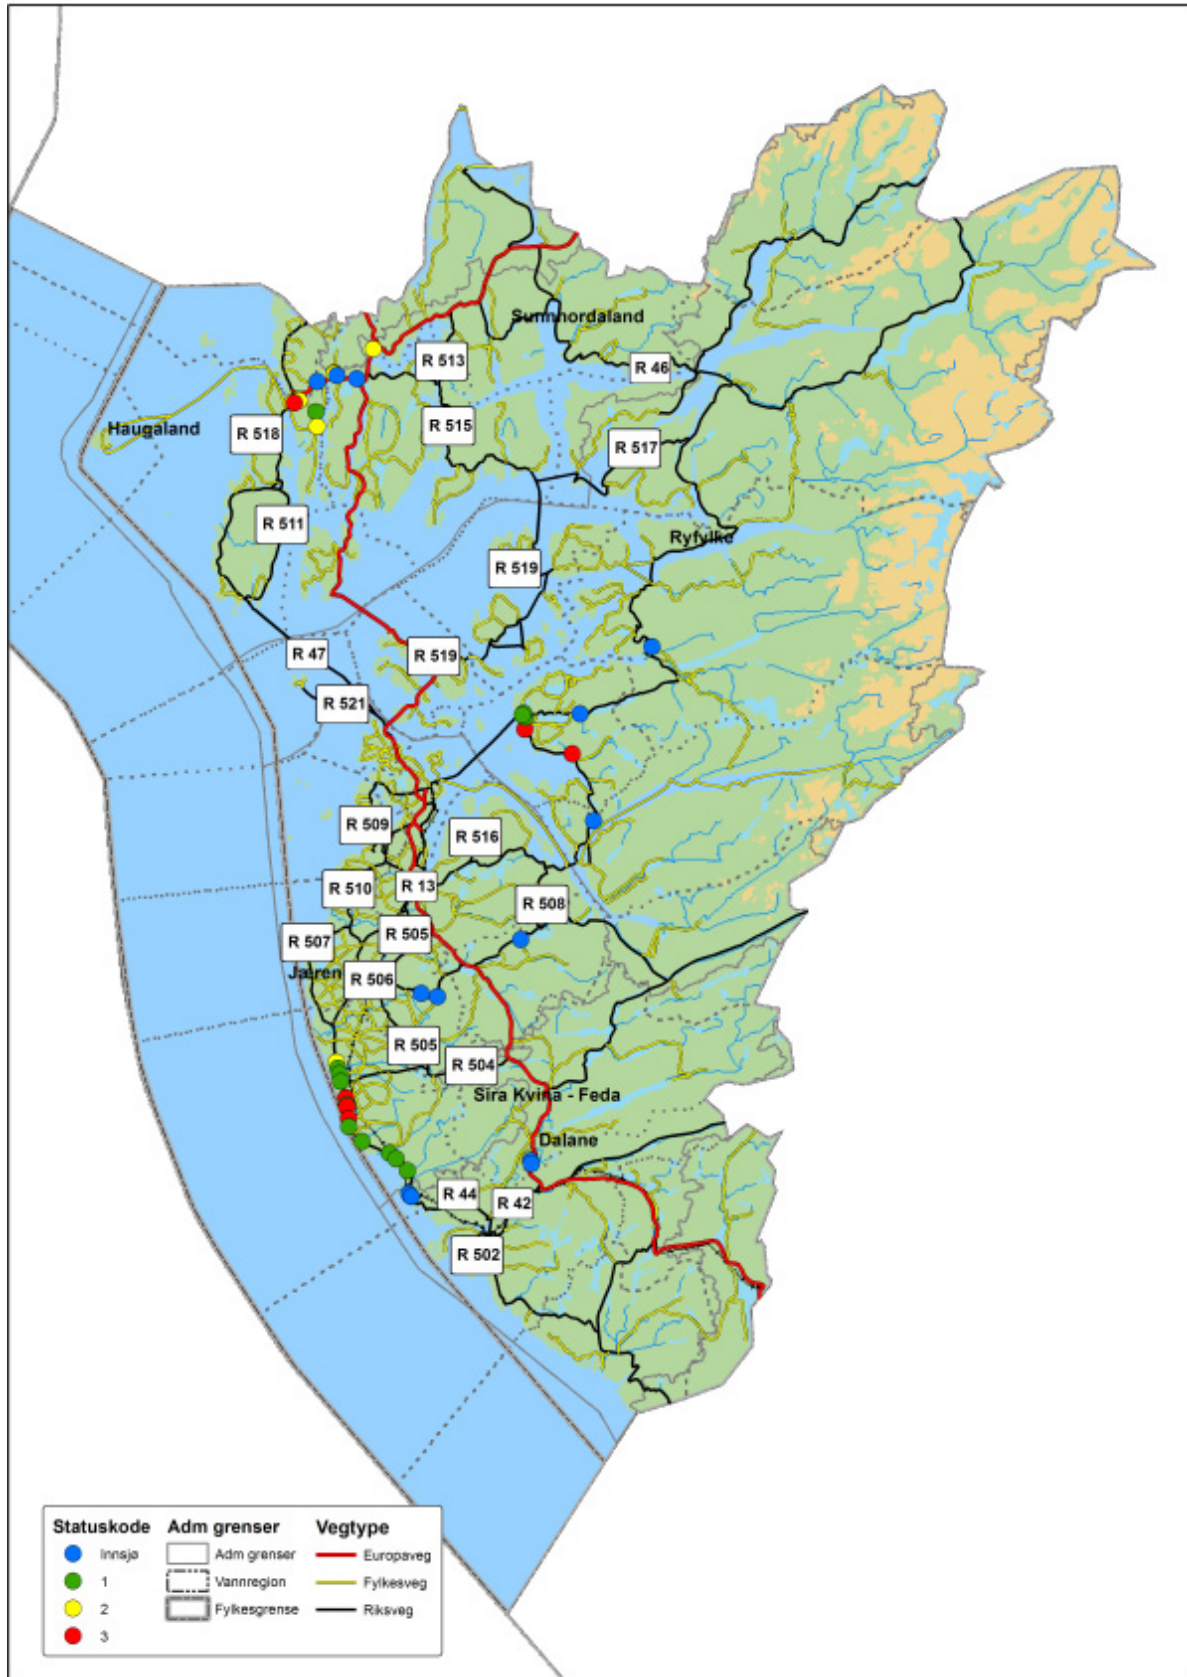 Sunnhordaland
R 513
R 46
Haugaland
R 518
R 515
R 517
R 511
Ryfylke
R 519
R 47
R 519
R 521
R 509
R 516
R 510
R 13
R 508
R 507
R 505
Jæren
R 506
R 505
R 504
Sira Kvina - Feda
Dalane
R 44
R 42
R 502
Statuskode
Adm grenser
Vegtype
Innsjø
Adm grenser
Europaveg
1
Vannregion
Fylkesveg
2
Fylkesgrense
Riksveg
3